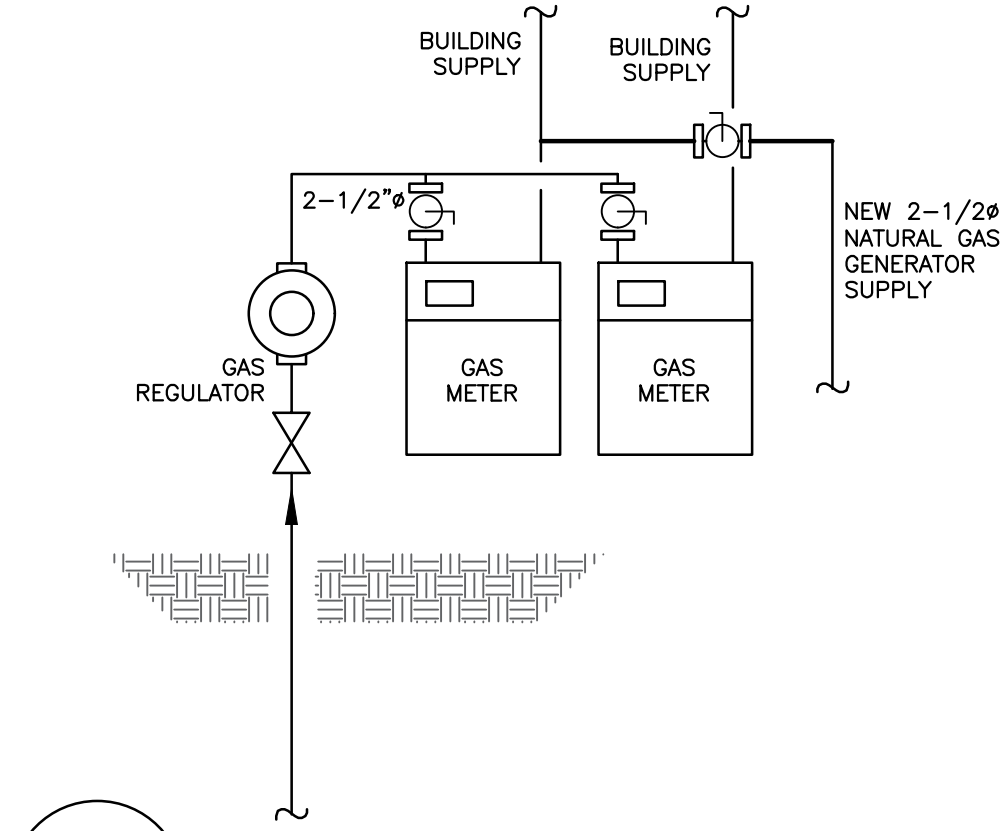 BUILDING
SUPPLY
BUILDING
SUPPLY
2-1/2"ø
NEW 2-1/2ø
NATURAL GAS
GENERATOR
SUPPLY
GAS
REGULATOR
GAS
METER
GAS
METER